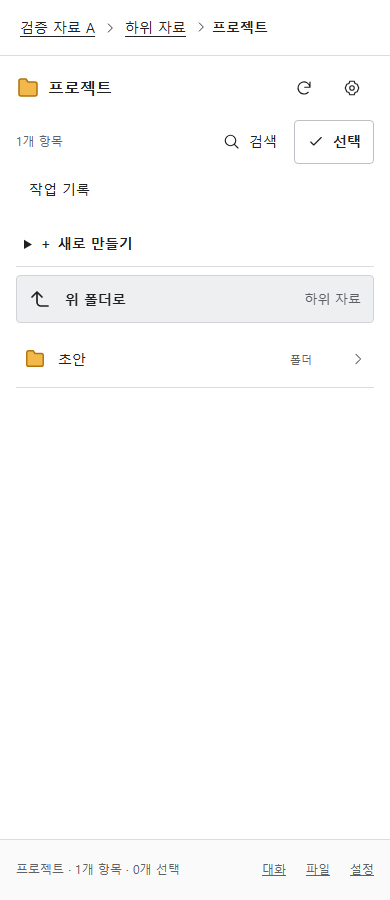 검증 자료 A 하위 자료 프로젝트
프로젝트
1개 항목 검색 선택
작업 기록
+ 새로 만들기
위 폴더로 하위 자료
초안 폴더
프로젝트 · 1개 항목 · 0개 선택 대화 파일 설정